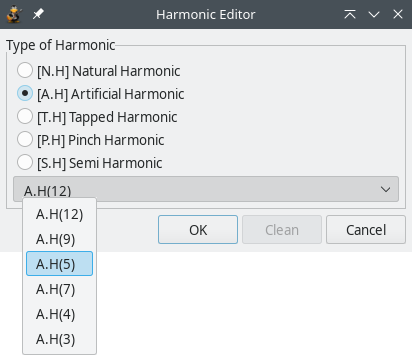 Harmonic Editor
Type of Harmonic
[N.H] Natural Harmonic
[A.H] Artificial Harmonic
[T.H] Tapped Harmonic
[P.H] Pinch Harmonic
[S.H] Semi Harmonic
A.H(12)
OK
Clean
Cancel
A.H(12)
A.H(9)
A.H(5)
A.H(7)
A.H(4)
A.H(3)